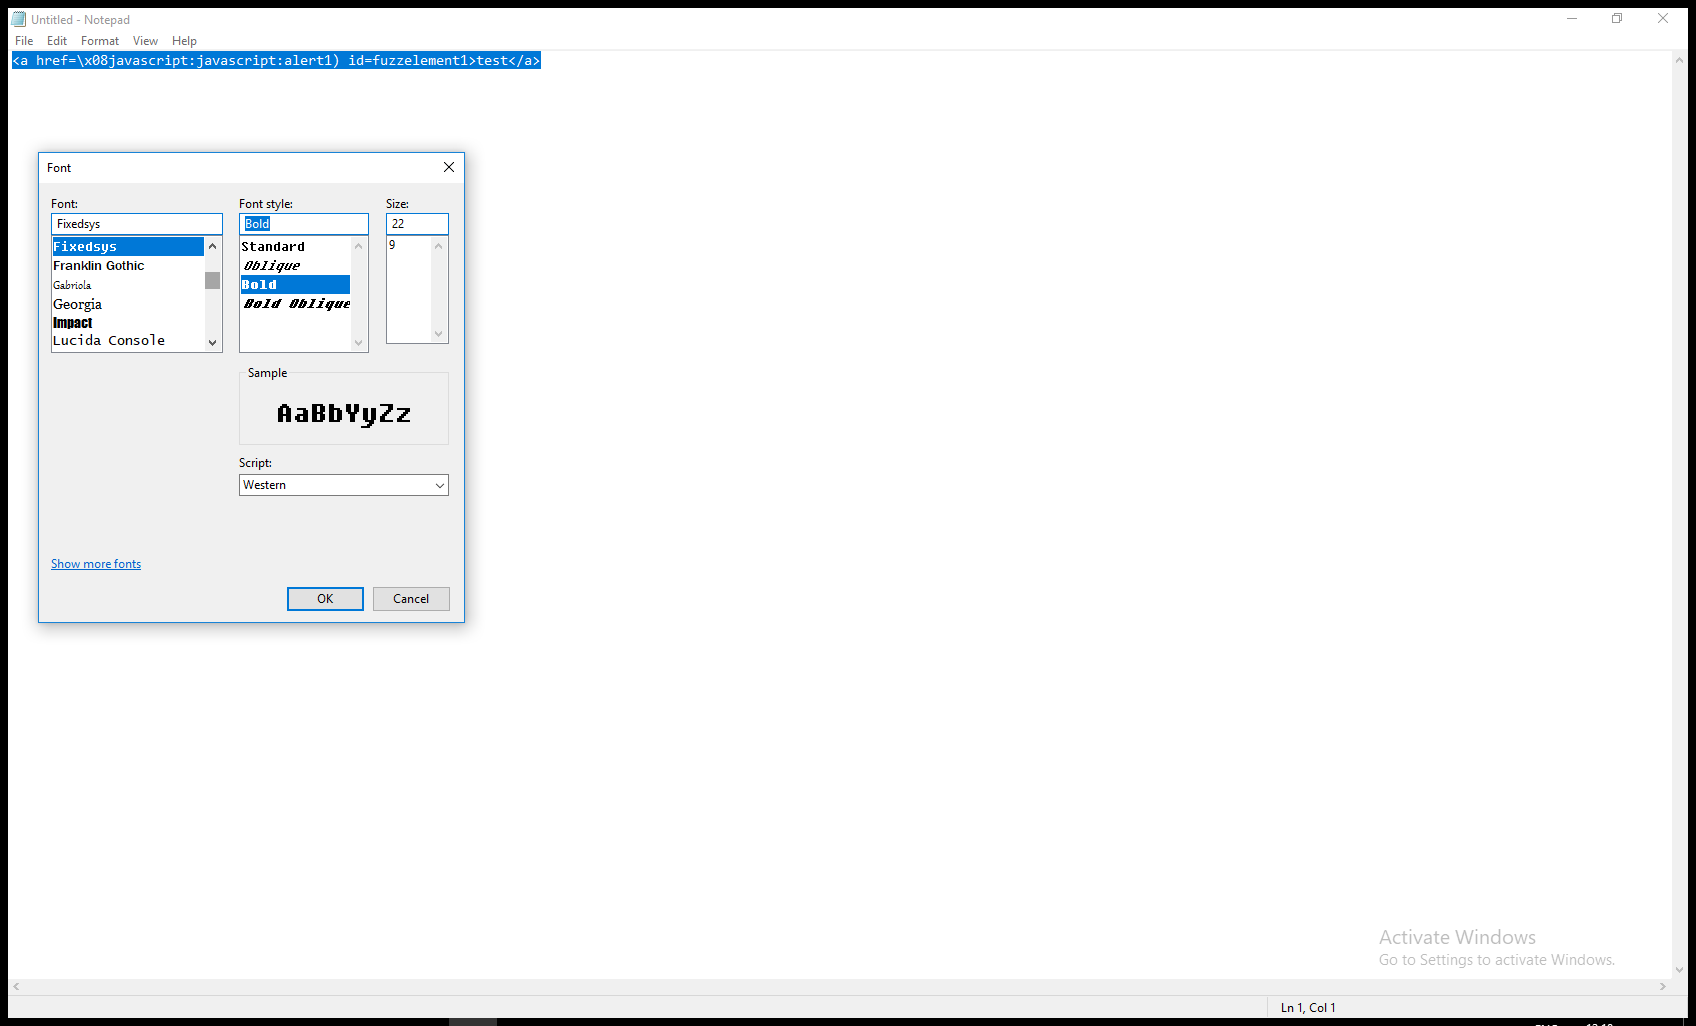 Untitled - Notepad
File Edit Format View Help
<a href=\x08javascript:javascript:alert1) id=fuzzelement1>test</a>
Font
Font: Font style: Size:
Fixedsys Bold 22
Fixedsys Standard 9
Franklin Gothic Oblique
Gabriola Bold
Georgia Bold Oblique
Impact
Lucida Console
Sample
AaBbYyZz
Script:
Western
Show more fonts
OK Cancel
Activate Windows
Go to Settings to activate Windows.
Ln 1, Col 1